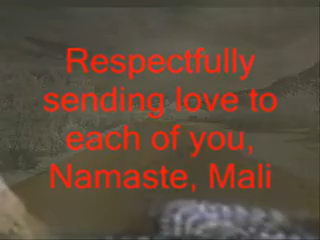 Respectfully
sending love to
each of you,
Namaste, Mali